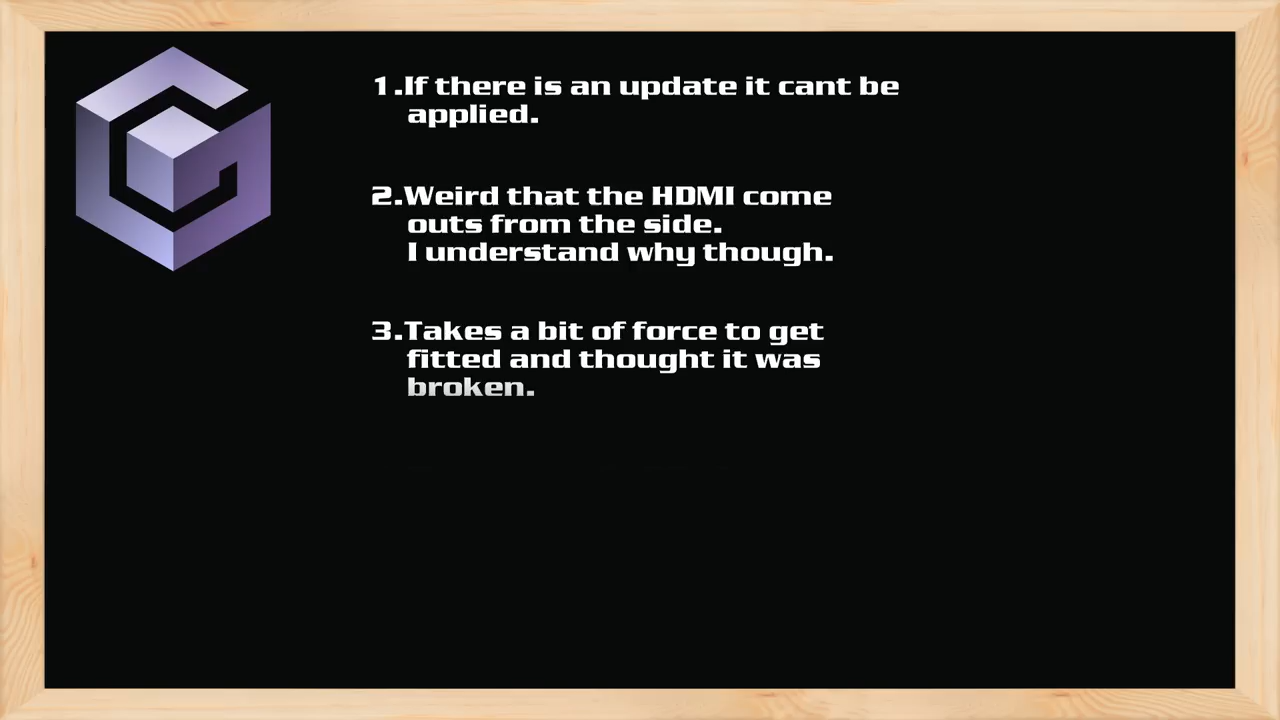 1.If there is an update it cant be
applied.
2.Weird that the HDMI come
outs from the side.
I understand why though.
3.Takes a bit of force to get
fitted and thought it was
broken.